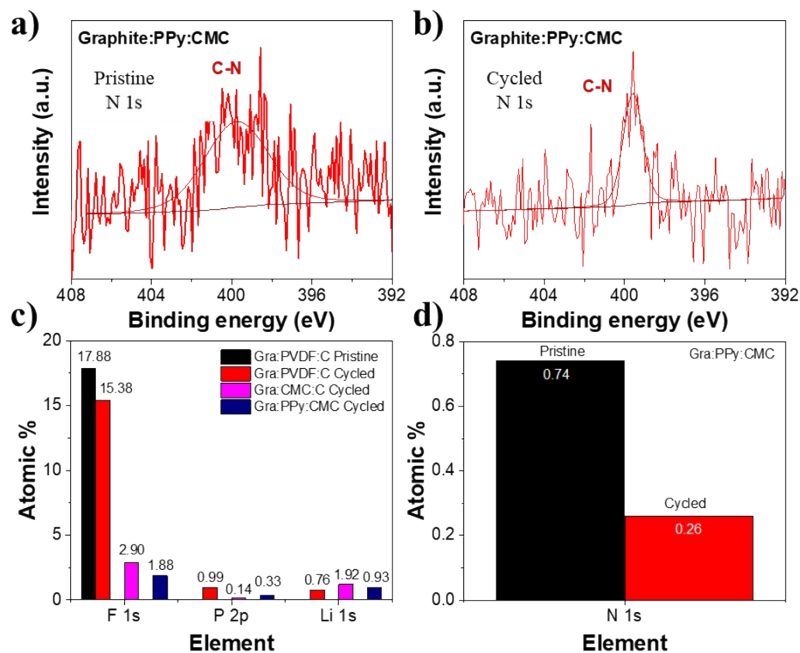 a)
Graphite:PPy:CMC
Pristine
N 1s
C-N
Intensity (a.u.)
408 404 400 396 392
Binding energy (eV)
b)
Graphite:PPy:CMC
Cycled
N 1s
C-N
Intensity (a.u.)
408 404 400 396 392
Binding energy (eV)
c)
Gra:PVDF:C Pristine
Gra:PVDF:C Cycled
Gra:CMC:C Cycled
Gra:PPy:CMC Cycled
20
15
10
5
0
Atomic %
17.88
15.38
2.90
1.88
0.99
0.14
0.33
0.76
1.92
0.93
F 1s P 2p Li 1s
Element
d)
Gra:PPy:CMC
0.8
0.6
0.4
0.2
0.0
Atomic %
Pristine
0.74
Cycled
0.26
N 1s
Element